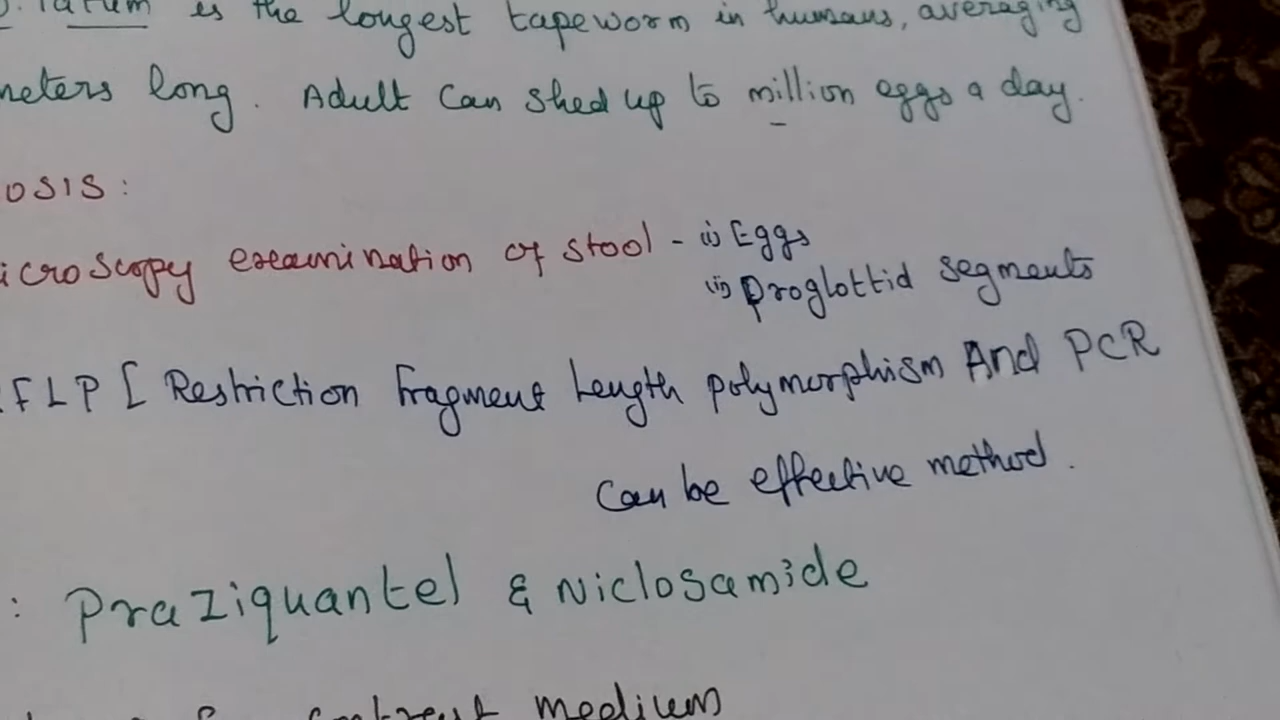 D. latum is the longest tapeworm in humans, averaging
meters long. Adult can shed up to million eggs a day.
OSIS :
icroscopy examination of stool - (i) Eggs
(ii) Proglottid segments
FLP [ Restriction fragment length polymorphism And PCR
can be effective method.
: Praziquantel & Niclosamide
contrast medium